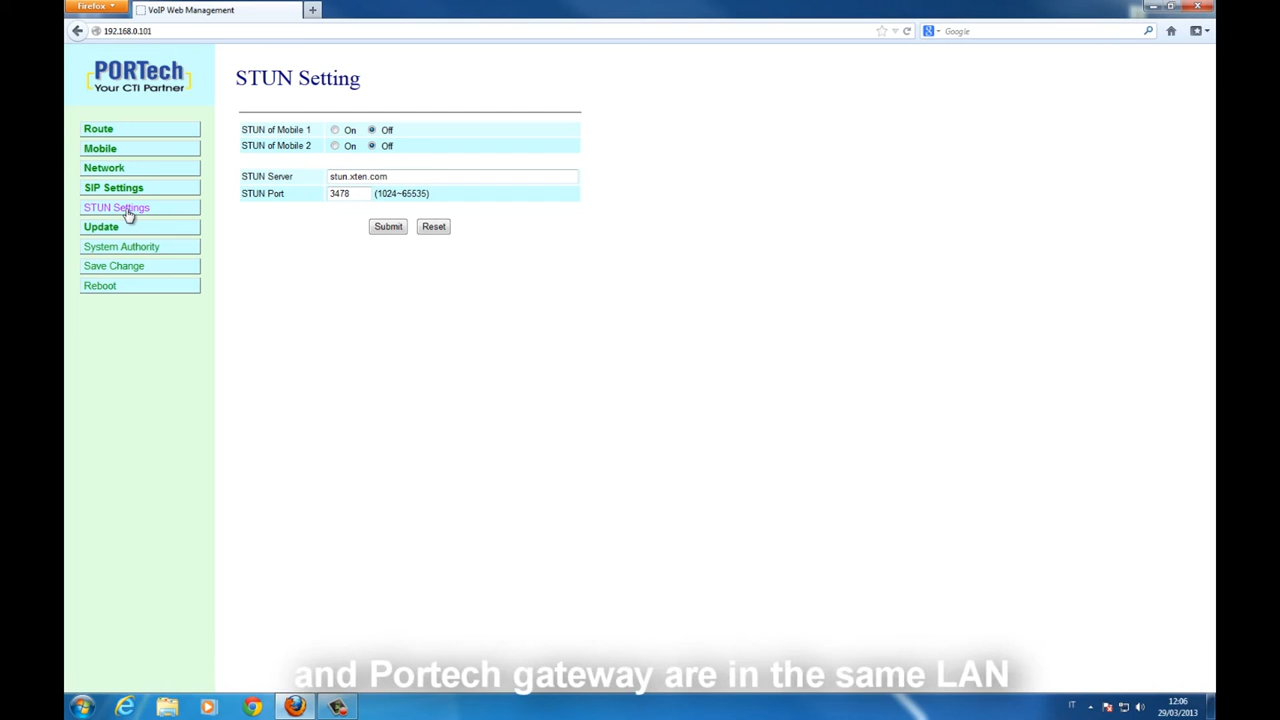 Firefox
VoIP Web Management
192.168.0.101
Google
PORTech
Your CTI Partner
Route
Mobile
Network
SIP Settings
STUN Settings
Update
System Authority
Save Change
Reboot
STUN Setting
STUN of Mobile 1 On Off
STUN of Mobile 2 On Off
STUN Server stun.xten.com
STUN Port 3478 (1024~65535)
Submit Reset
and Portech gateway are in the same LAN
IT
12:06
29/03/2013